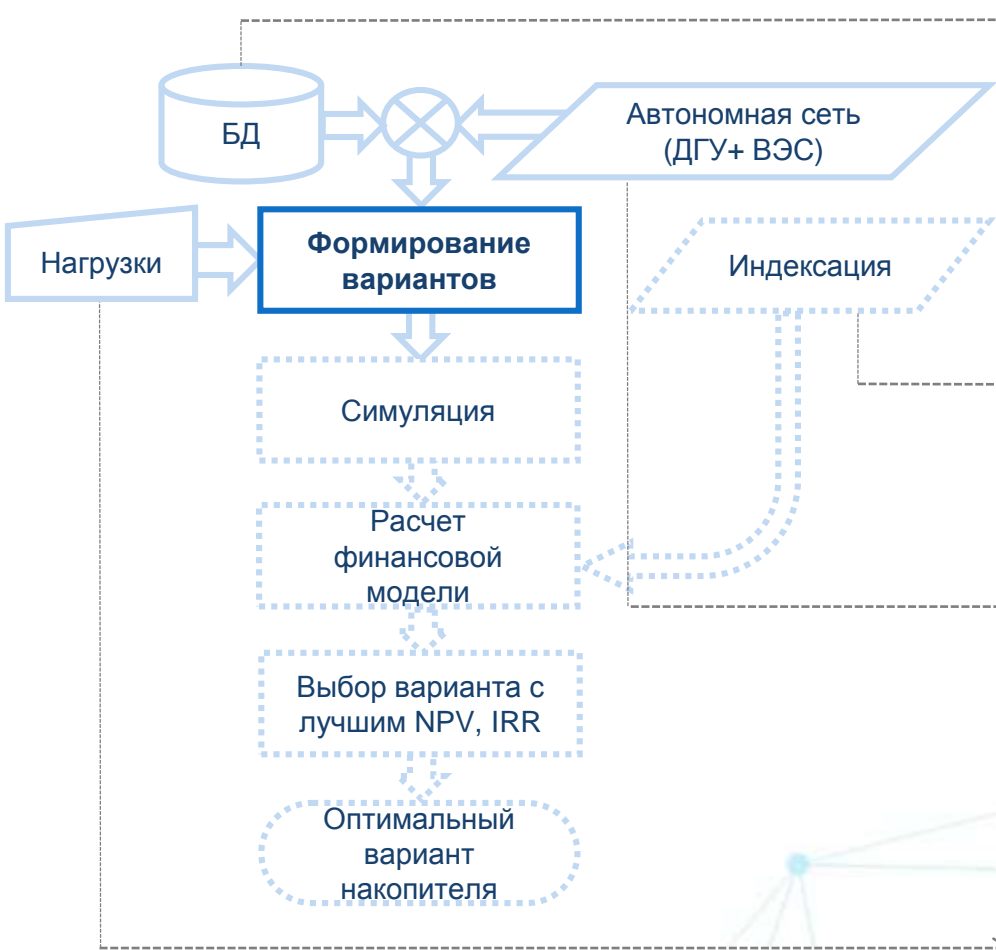 БД
Автономная сеть
(ДГУ+ ВЭС)
Нагрузки
Формирование
вариантов
Индексация
Симуляция
Расчет
финансовой
модели
Выбор варианта с
лучшим NPV, IRR
Оптимальный
вариант
накопителя